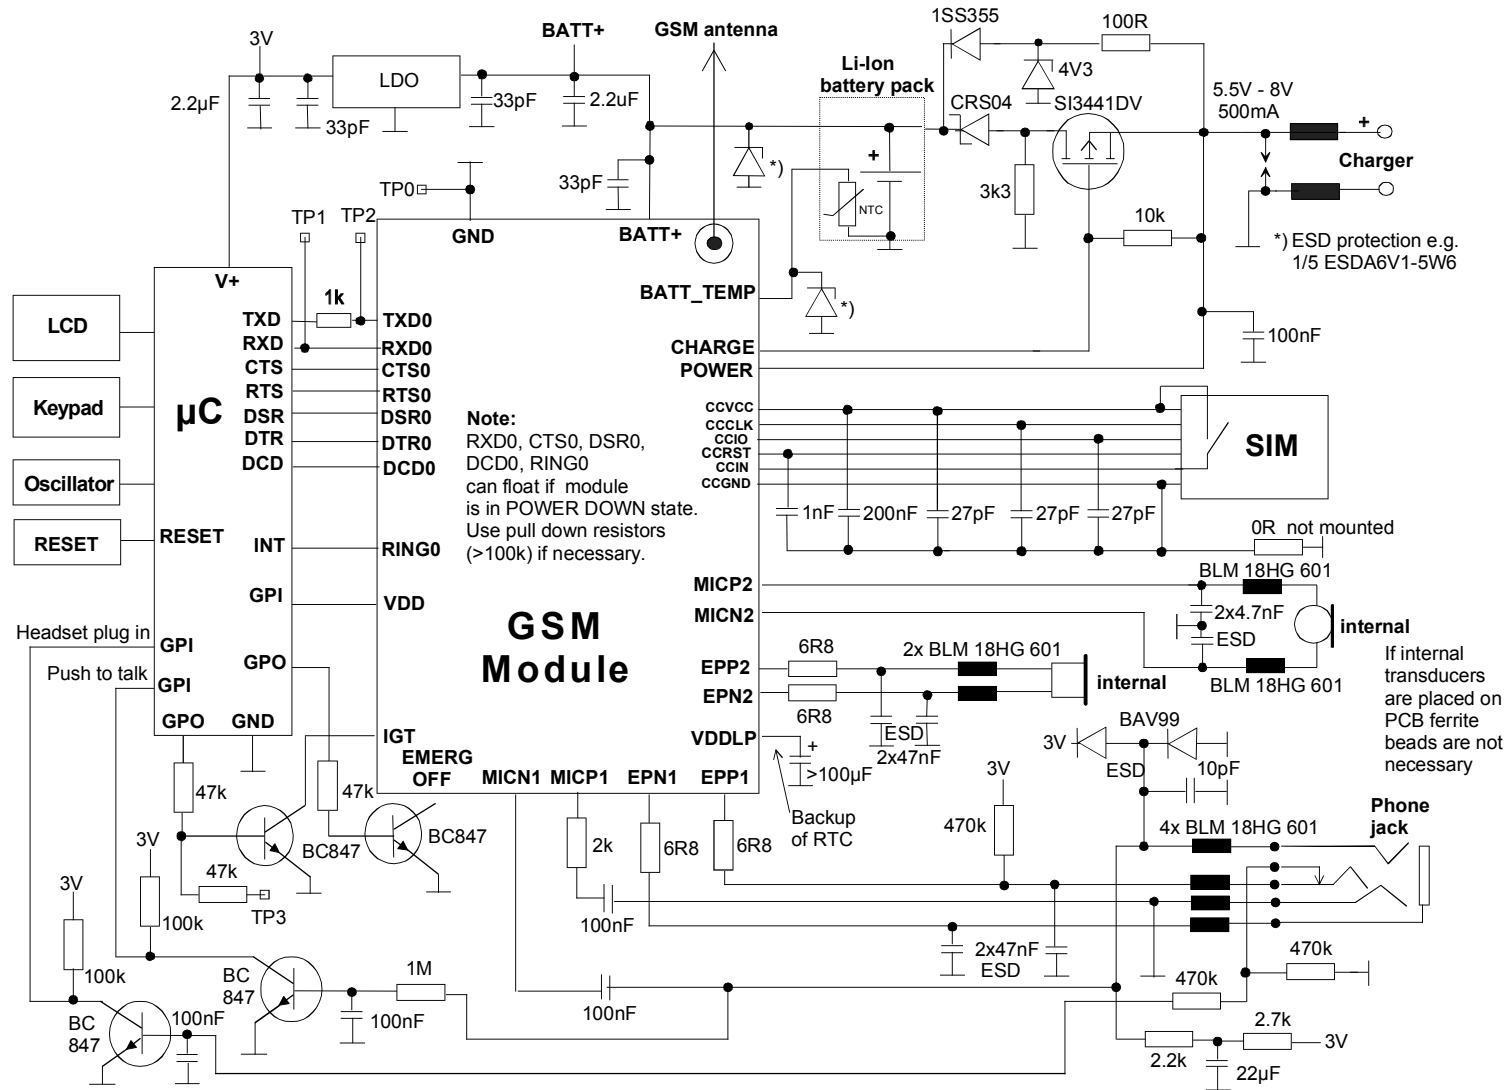 1SS355
100R
BATT+
GSM antenna
3V
Li-Ion
battery pack
4V3
LDO
5.5V - 8V
500mA
2.2µF
33pF
33pF
2.2uF
CRS04
SI3441DV
+
Charger
*)
+
33pF
TP0
3k3
TP1
TP2
NTC
10k
GND
BATT+
*) ESD protection e.g.
1/5 ESDA6V1-5W6
V+
1k
BATT_TEMP
*)
LCD
TXD
TXD0
RXD
RXD0
CHARGE
100nF
CTS
CTS0
POWER
Keypad
µC
RTS
RTS0
DSR
DSR0
DTR
DTR0
DCD
DCD0
Note:
RXD0, CTS0, DSR0,
DCD0, RING0
can float if module
is in POWER DOWN state.
Use pull down resistors
(>100k) if necessary.
CCVCC
CCCLK
CCIO
CCRST
CCIN
CCGND
SIM
Oscillator
1nF
200nF
27pF
27pF
27pF
0R not mounted
RESET
RESET
INT
RING0
BLM 18HG 601
MICP2
GPI
VDD
2x4.7nF
MICN2
ESD
internal
GSM
Module
Headset plug in
GPI
GPO
6R8
2x BLM 18HG 601
EPP2
Push to talk
GPI
EPN2
internal
BLM 18HG 601
If internal
transducers
are placed on
PCB ferrite
beads are not
necessary
6R8
GPO
GND
ESD
2x47nF
BAV99
IGT
VDDLP
3V
EMERG
OFF
+
>100µF
ESD
10pF
MICN1
MICP1
EPN1
EPP1
3V
47k
47k
Backup
of RTC
Phone
jack
BC847
BC847
2k
6R8
6R8
470k
4x BLM 18HG 601
3V
47k
3V
TP3
100k
100nF
2x47nF
ESD
470k
100k
BC
847
1M
470k
100nF
BC
847
100nF
100nF
2.7k
3V
2.2k
22µF